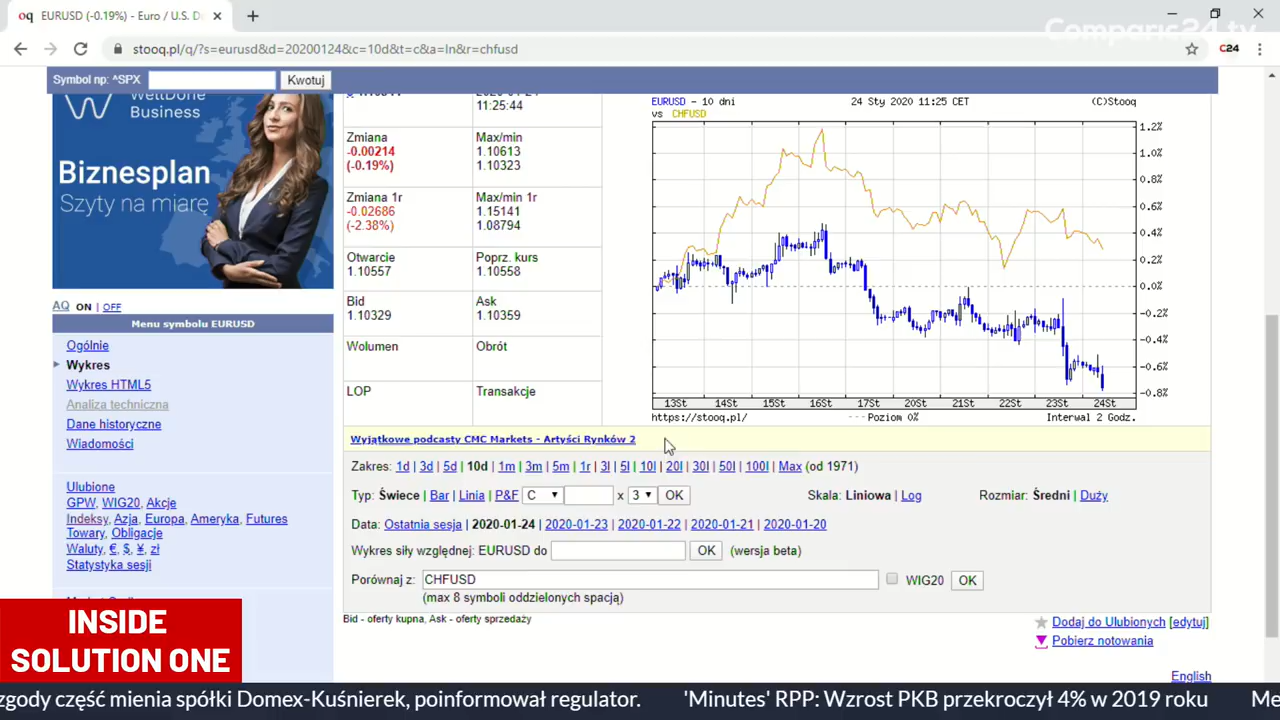 EURUSD (-0.19%) - Euro / U.S. D
Comparic24.tv
stooq.pl/q/?s=eurusd&d=20200124&c=10d&t=c&a=ln&r=chfusd
C24
Symbol np: ^SPX
Kwotuj
WellDone
Business
Biznesplan
Szyty na miarę
AQ ON | OFF
Menu symbolu EURUSD
Ogólnie
Wykres
Wykres HTML5
Analiza techniczna
Dane historyczne
Wiadomości
Ulubione
GPW, WIG20, Akcje
Indeksy, Azja, Europa, Ameryka, Futures
Towary, Obligacje
Waluty, €, $, ¥, zł
Statystyka sesji
11:25:44
Zmiana
-0.00214
(-0.19%)
Max/min
1.10613
1.10323
Zmiana 1r
-0.02686
(-2.38%)
Max/min 1r
1.15141
1.08794
Otwarcie
1.10557
Poprz. kurs
1.10558
Bid
1.10329
Ask
1.10359
Wolumen
Obrót
LOP
Transakcje
EURUSD - 10 dni
24 Sty 2020 11:25 CET
(C)Stooq
vs CHFUSD
1.2%
1.0%
0.8%
0.6%
0.4%
0.2%
0.0%
-0.2%
-0.4%
-0.6%
-0.8%
13St 14St 15St 16St 17St 20St 21St 22St 23St 24St
https://stooq.pl/
---Poziom 0%
Interwal 2 Godz.
Wyjątkowe podcasty CMC Markets - Artyści Rynków 2
Zakres: 1d | 3d | 5d | 10d | 1m | 3m | 5m | 1r | 3l | 5l | 10l | 20l | 30l | 50l | 100l | Max (od 1971)
Typ: Świece | Bar | Linia | P&F C x 3 OK
Skala: Liniowa | Log
Rozmiar: Średni | Duży
Data: Ostatnia sesja | 2020-01-24 | 2020-01-23 | 2020-01-22 | 2020-01-21 | 2020-01-20
Wykres siły względnej: EURUSD do OK (wersja beta)
Porównaj z: CHFUSD WIG20 OK
(max 8 symboli oddzielonych spacją)
Bid - oferty kupna, Ask - oferty sprzedaży
Dodaj do Ulubionych [edytuj]
Pobierz notowania
English
INSIDE
SOLUTION ONE
zgody część mienia spółki Domex-Kuśnierek, poinformował regulator. 'Minutes' RPP: Wzrost PKB przekroczył 4% w 2019 roku Me